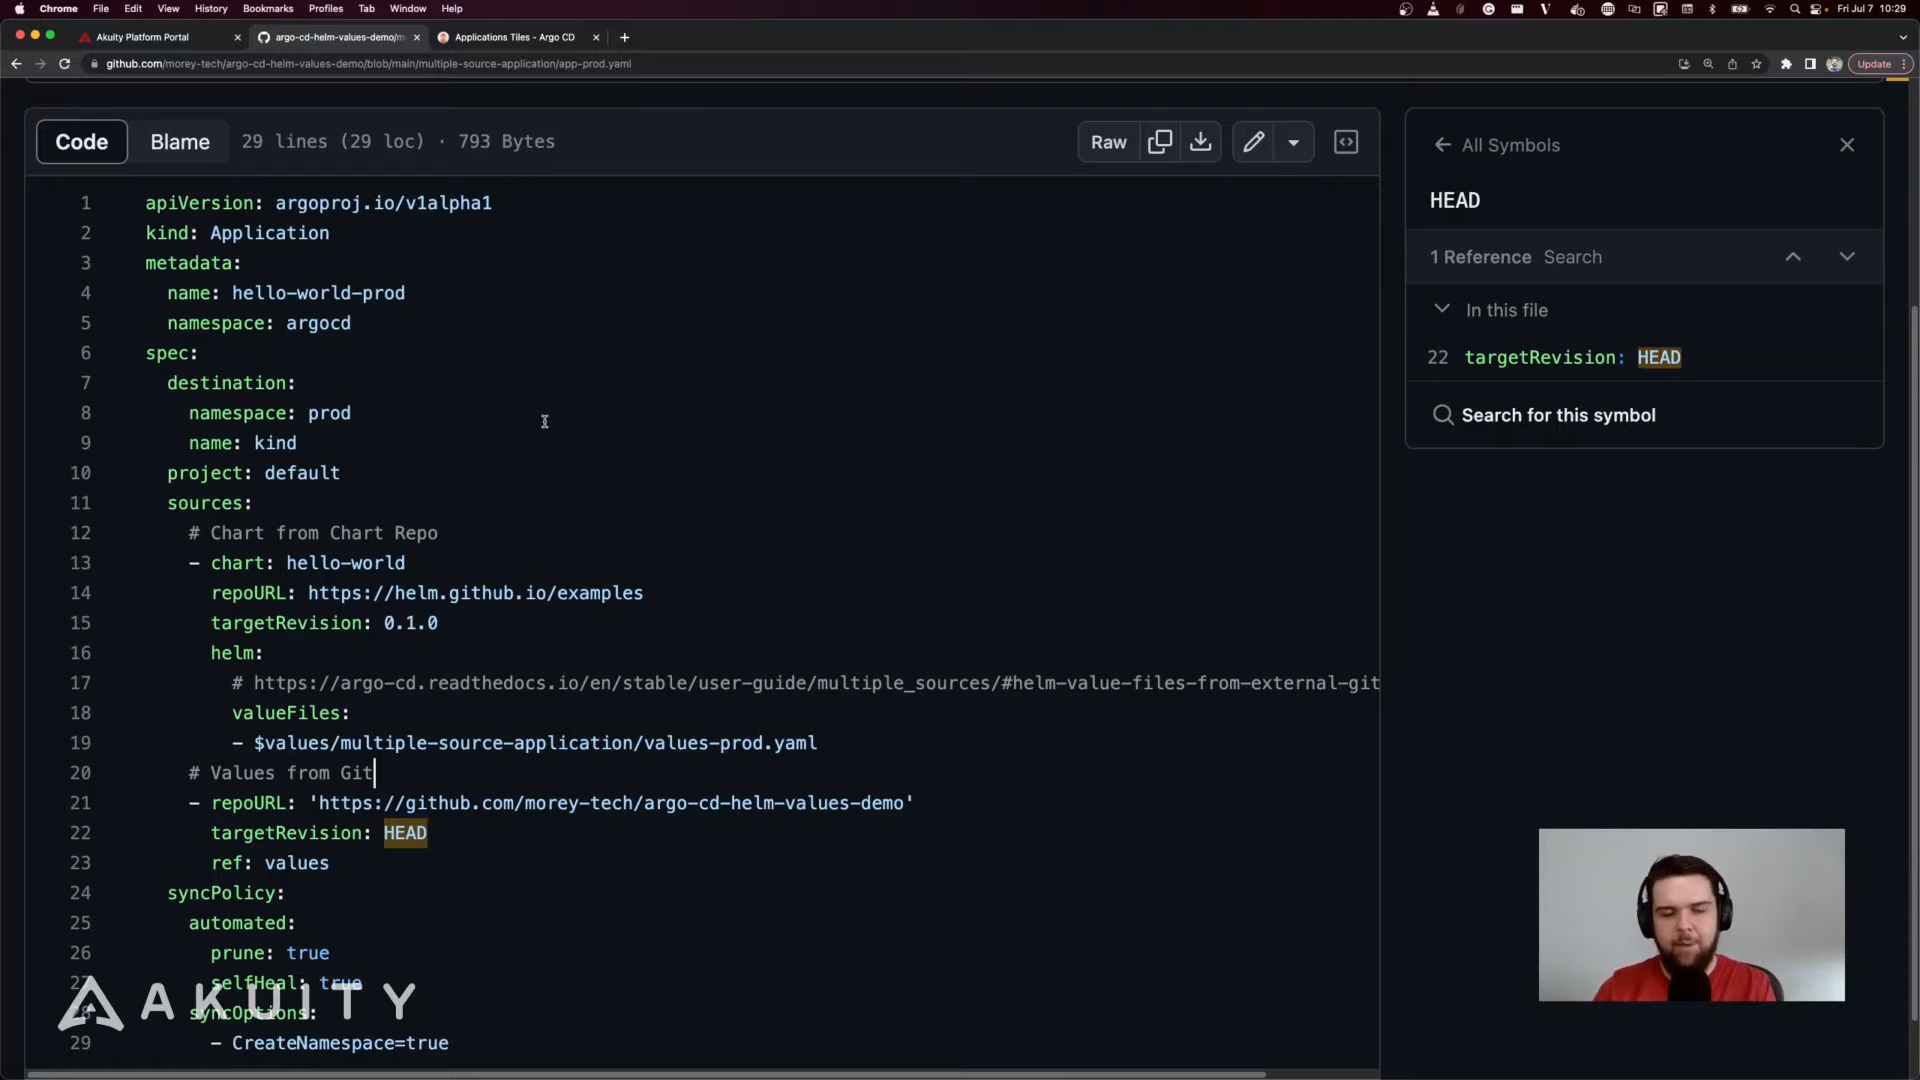 Chrome File Edit View History Bookmarks Profiles Tab Window Help
Fri Jul 7 10:29
Akuity Platform Portal
argo-cd-helm-values-demo/m
Applications Tiles - Argo CD
github.com/morey-tech/argo-cd-helm-values-demo/blob/main/multiple-source-application/app-prod.yaml
Update
Code Blame 29 lines (29 loc) · 793 Bytes
Raw
1 apiVersion: argoproj.io/v1alpha1
2 kind: Application
3 metadata:
4 name: hello-world-prod
5 namespace: argocd
6 spec:
7 destination:
8 namespace: prod
9 name: kind
10 project: default
11 sources:
12 # Chart from Chart Repo
13 - chart: hello-world
14 repoURL: https://helm.github.io/examples
15 targetRevision: 0.1.0
16 helm:
17 # https://argo-cd.readthedocs.io/en/stable/user-guide/multiple_sources/#helm-value-files-from-external-git
18 valueFiles:
19 - $values/multiple-source-application/values-prod.yaml
20 # Values from Git
21 - repoURL: 'https://github.com/morey-tech/argo-cd-helm-values-demo'
22 targetRevision: HEAD
23 ref: values
24 syncPolicy:
25 automated:
26 prune: true
27 selfHeal: true
28 syncOptions:
29 - CreateNamespace=true
AKUITY
All Symbols
HEAD
1 Reference Search
In this file
22 targetRevision: HEAD
Search for this symbol